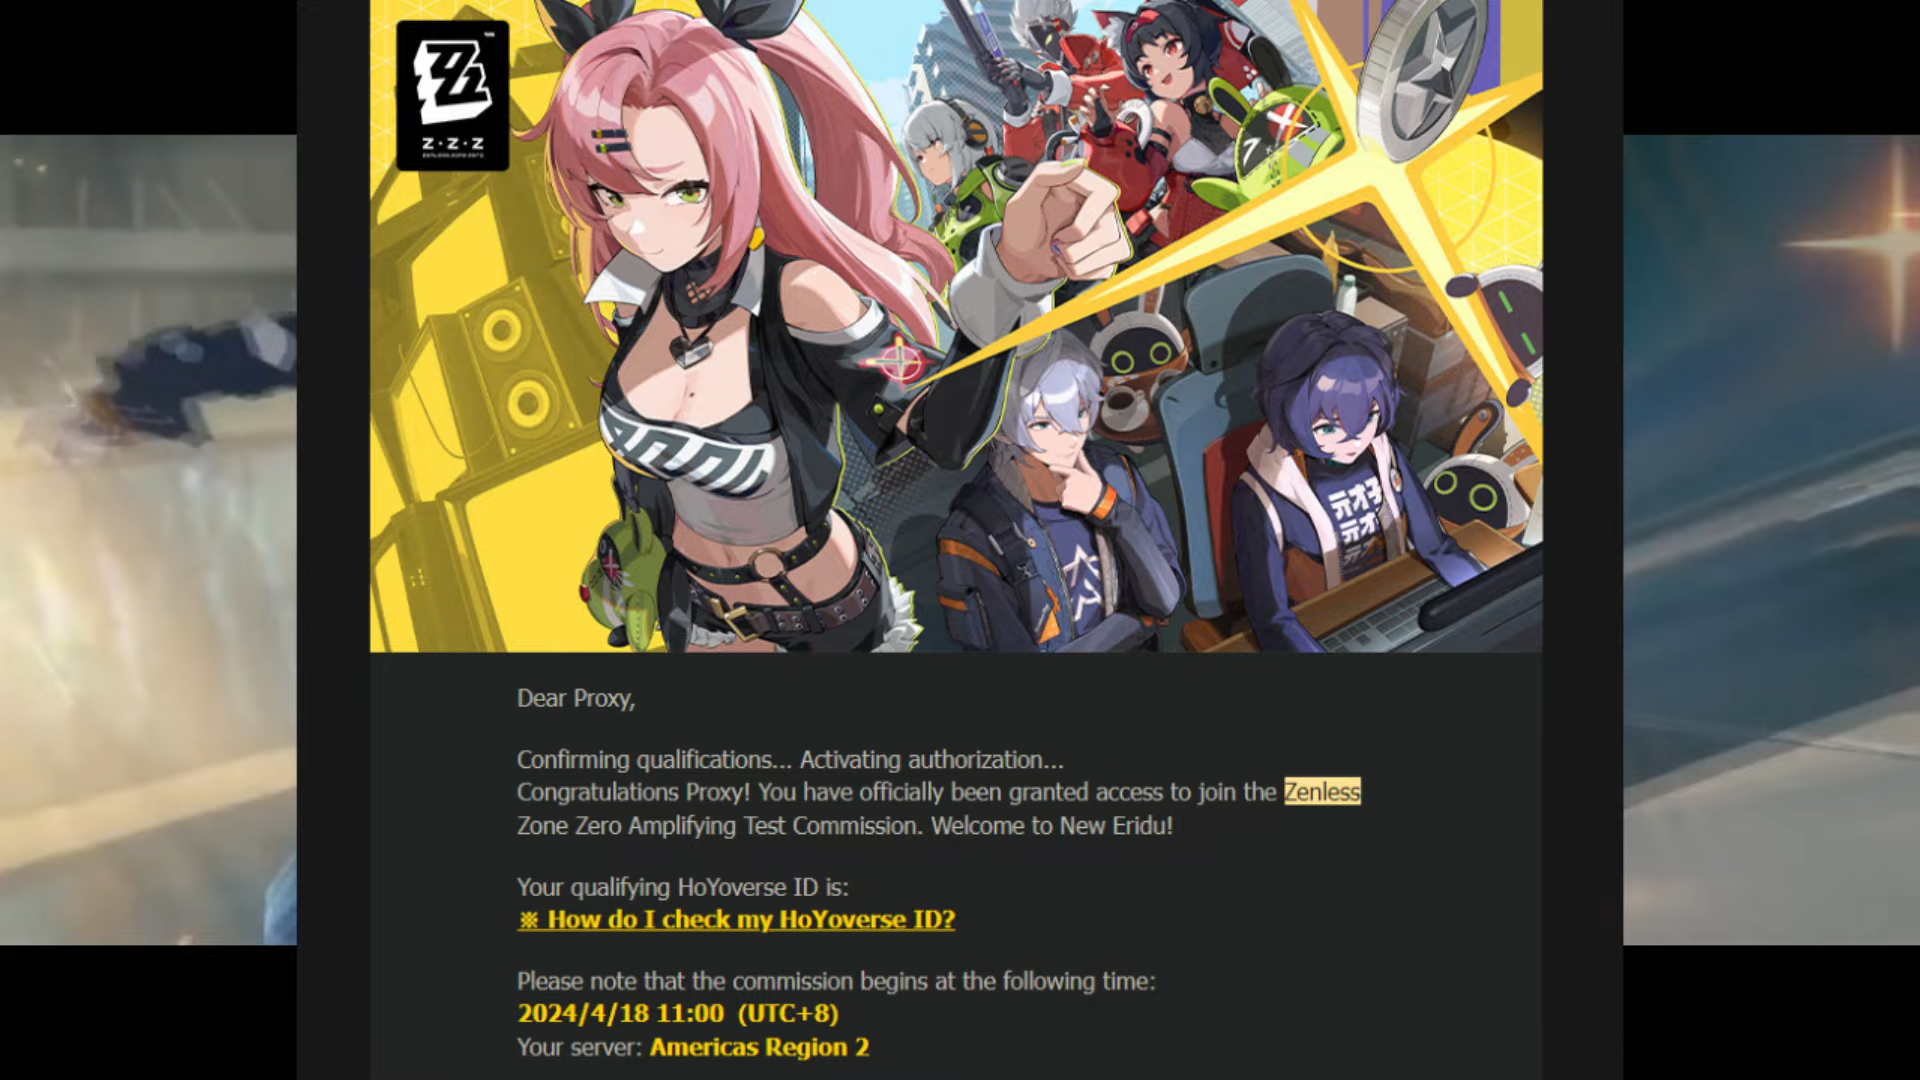 Z·Z·Z
ZENLESS ZONE ZERO
Dear Proxy,
Confirming qualifications... Activating authorization...
Congratulations Proxy! You have officially been granted access to join the Zenless
Zone Zero Amplifying Test Commission. Welcome to New Eridu!
Your qualifying HoYoverse ID is:
※ How do I check my HoYoverse ID?
Please note that the commission begins at the following time:
2024/4/18 11:00 (UTC+8)
Your server: Americas Region 2